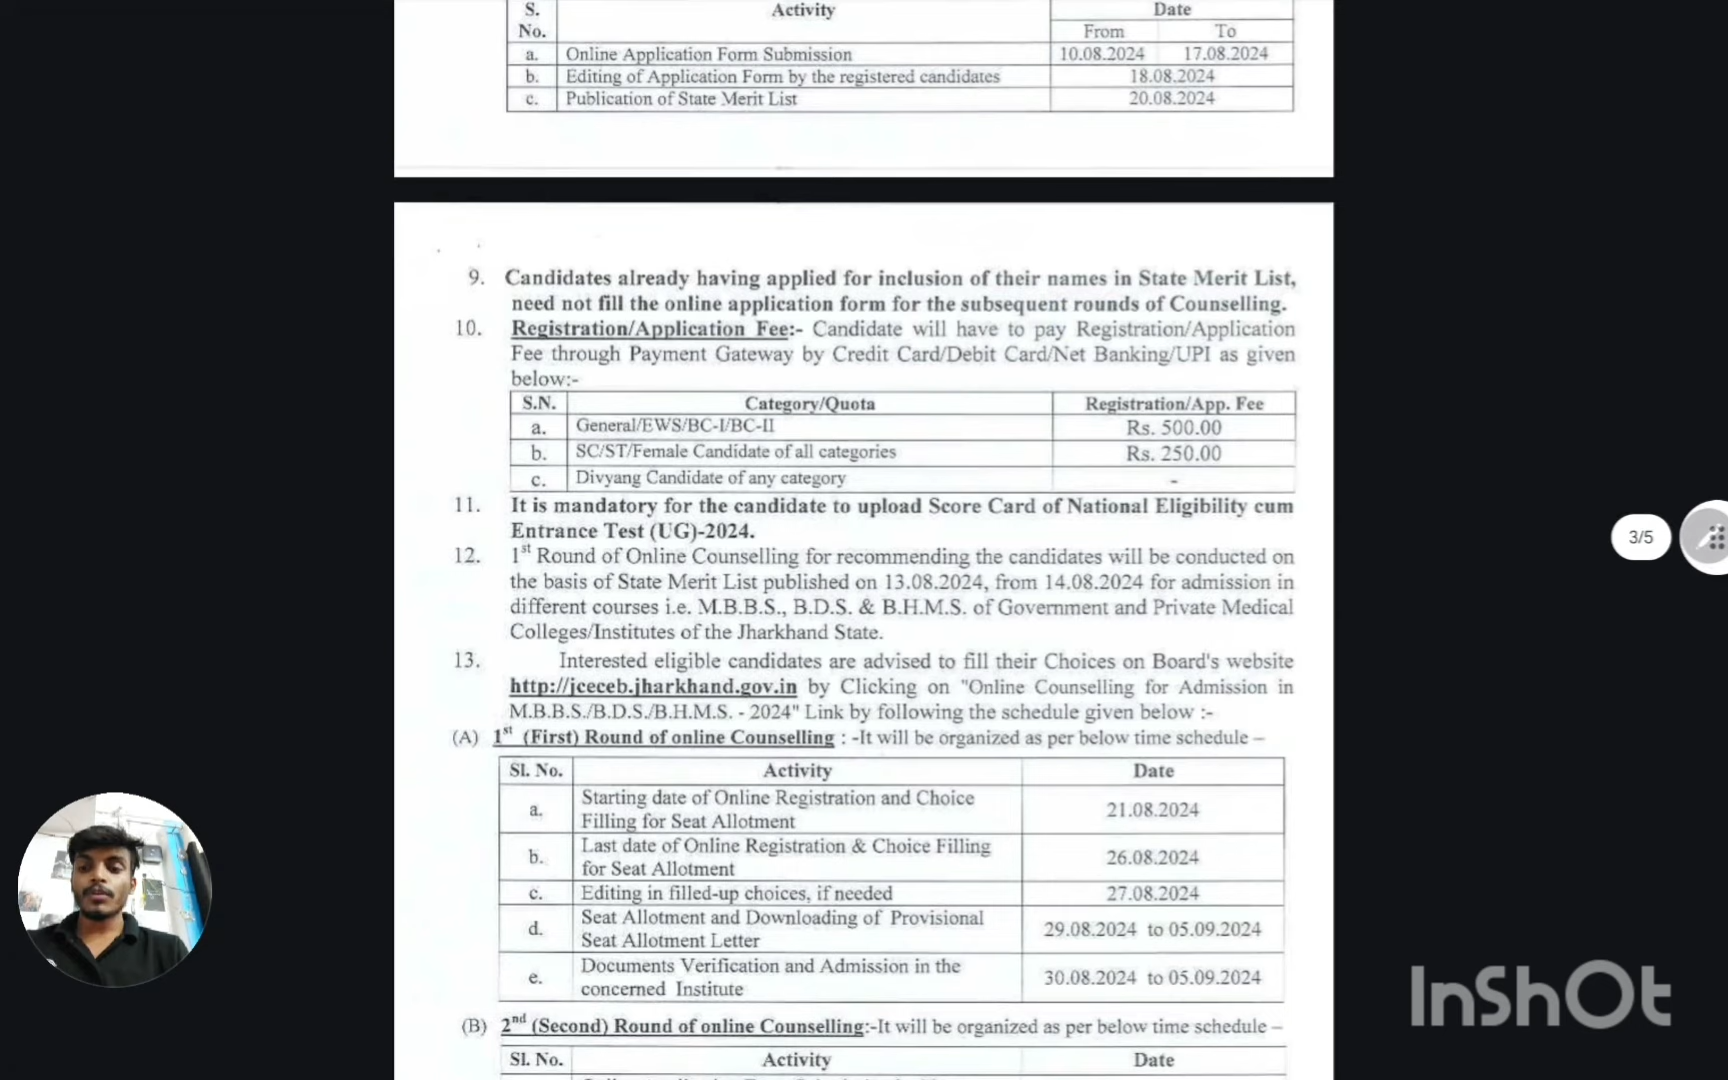 S. No. Activity Date
From To
a. Online Application Form Submission 10.08.2024 17.08.2024
b. Editing of Application Form by the registered candidates 18.08.2024
c. Publication of State Merit List 20.08.2024
9. Candidates already having applied for inclusion of their names in State Merit List,
need not fill the online application form for the subsequent rounds of Counselling.
10. Registration/Application Fee:- Candidate will have to pay Registration/Application
Fee through Payment Gateway by Credit Card/Debit Card/Net Banking/UPI as given
below:-
S.N. Category/Quota Registration/App. Fee
a. General/EWS/BC-I/BC-II Rs. 500.00
b. SC/ST/Female Candidate of all categories Rs. 250.00
c. Divyang Candidate of any category -
11. It is mandatory for the candidate to upload Score Card of National Eligibility cum
Entrance Test (UG)-2024.
12. 1st Round of Online Counselling for recommending the candidates will be conducted on
the basis of State Merit List published on 13.08.2024, from 14.08.2024 for admission in
different courses i.e. M.B.B.S., B.D.S. & B.H.M.S. of Government and Private Medical
Colleges/Institutes of the Jharkhand State.
13. Interested eligible candidates are advised to fill their Choices on Board's website
http://jceceb.jharkhand.gov.in by Clicking on "Online Counselling for Admission in
M.B.B.S./B.D.S./B.H.M.S. - 2024" Link by following the schedule given below :-
(A) 1st (First) Round of online Counselling : -It will be organized as per below time schedule –
Sl. No. Activity Date
a. Starting date of Online Registration and Choice
Filling for Seat Allotment 21.08.2024
b. Last date of Online Registration & Choice Filling
for Seat Allotment 26.08.2024
c. Editing in filled-up choices, if needed 27.08.2024
d. Seat Allotment and Downloading of Provisional
Seat Allotment Letter 29.08.2024 to 05.09.2024
e. Documents Verification and Admission in the
concerned Institute 30.08.2024 to 05.09.2024
(B) 2nd (Second) Round of online Counselling:-It will be organized as per below time schedule –
Sl. No. Activity Date
3/5
InShOt